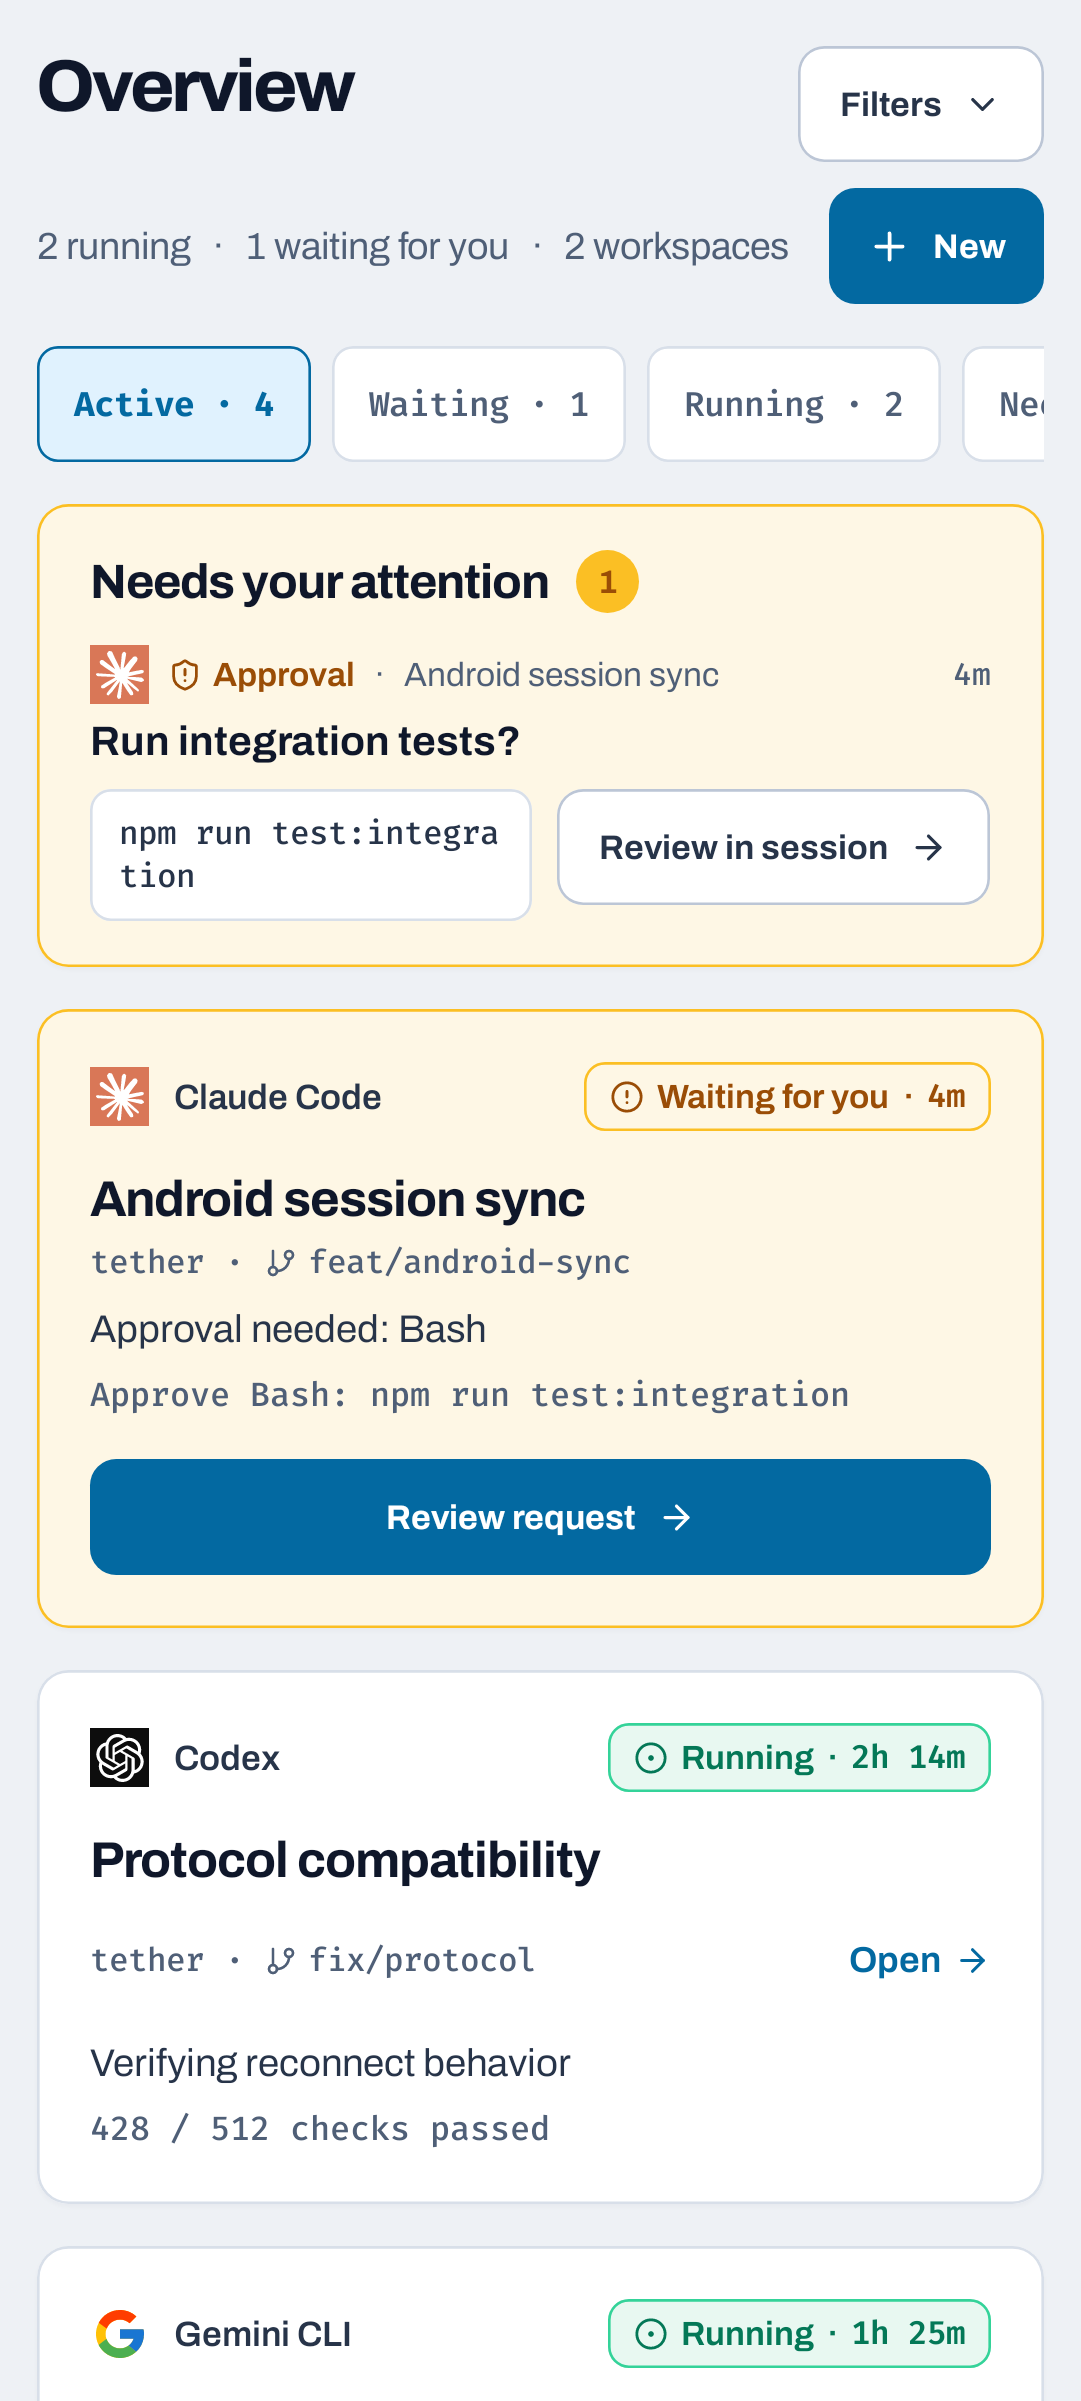 Overview
Filters
2 running · 1 waiting for you · 2 workspaces
New
Active · 4
Waiting · 1
Running · 2
Needs your attention 1
Approval · Android session sync 4m
Run integration tests?
npm run test:integra
tion
Review in session
Claude Code
Waiting for you · 4m
Android session sync
tether · feat/android-sync
Approval needed: Bash
Approve Bash: npm run test:integration
Review request
Codex
Running · 2h 14m
Protocol compatibility
tether · fix/protocol
Open
Verifying reconnect behavior
428 / 512 checks passed
Gemini CLI
Running · 1h 25m